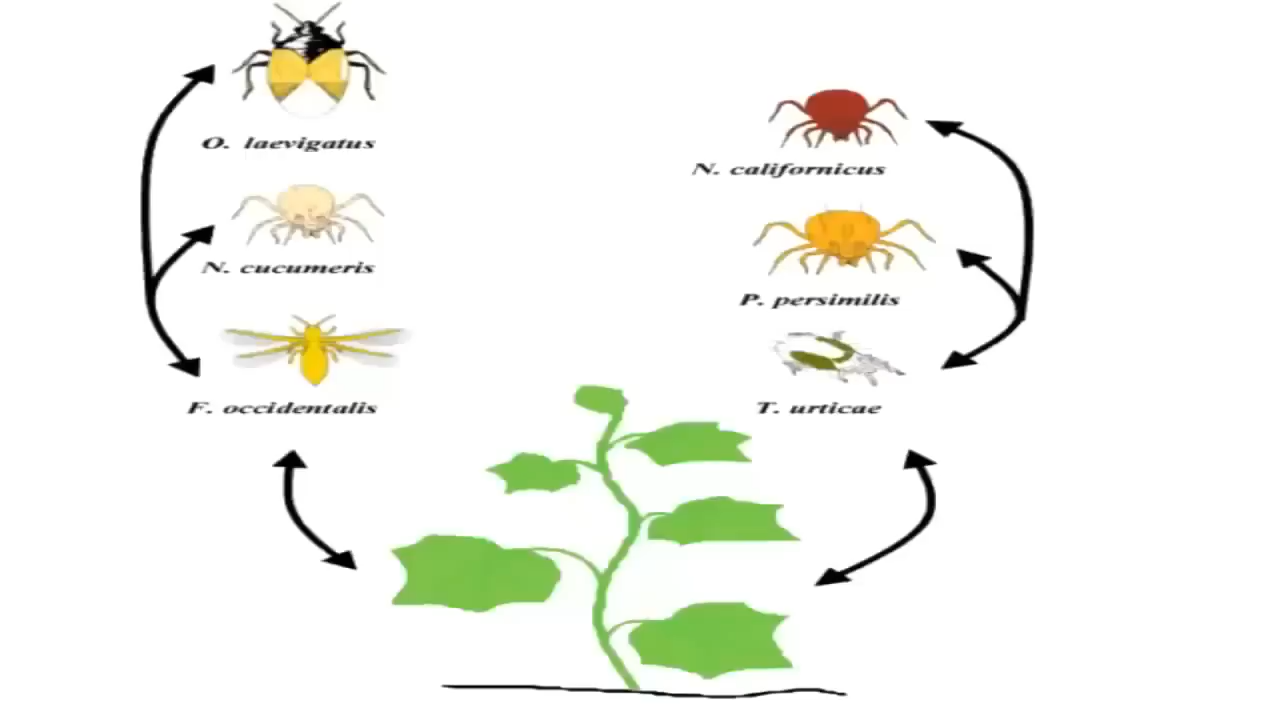 O. laevigatus
N. cucumeris
F. occidentalis
N. californicus
P. persimilis
T. urticae